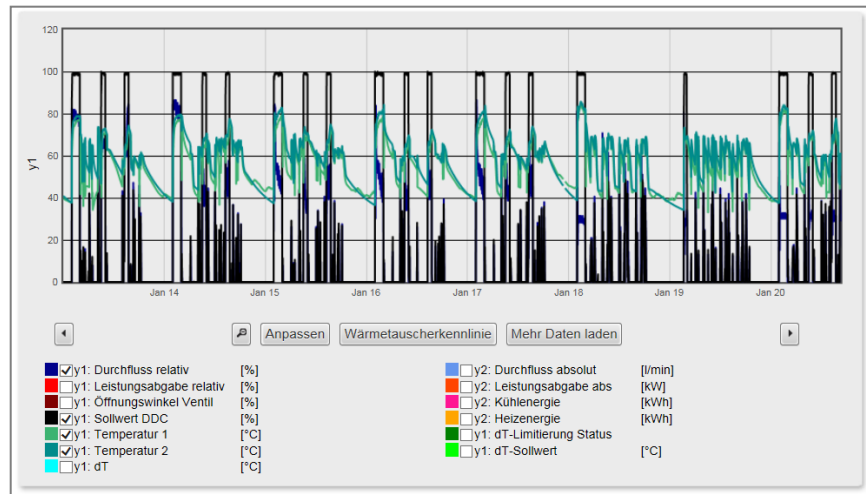 120
100
80
60
40
20
0
y1
Jan 14 Jan 15 Jan 16 Jan 17 Jan 18 Jan 19 Jan 20
Anpassen Wärmetauscherkennlinie Mehr Daten laden
y1: Durchfluss relativ [%] y2: Durchfluss absolut [l/min]
y1: Leistungsabgabe relativ [%] y2: Leistungsabgabe abs [kW]
y1: Öffnungswinkel Ventil [%] y2: Kühlenergie [kWh]
y1: Sollwert DDC [%] y2: Heizenergie [kWh]
y1: Temperatur 1 [°C] y1: dT-Limitierung Status
y1: Temperatur 2 [°C] y1: dT-Sollwert [°C]
y1: dT [°C]